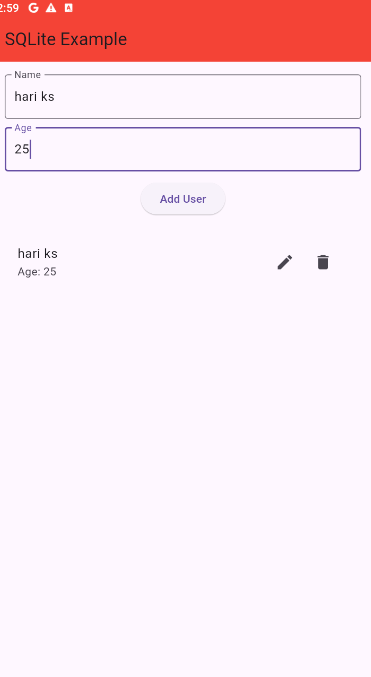 2:59
SQLite Example
Name
hari ks
Age
25
Add User
hari ks
Age: 25